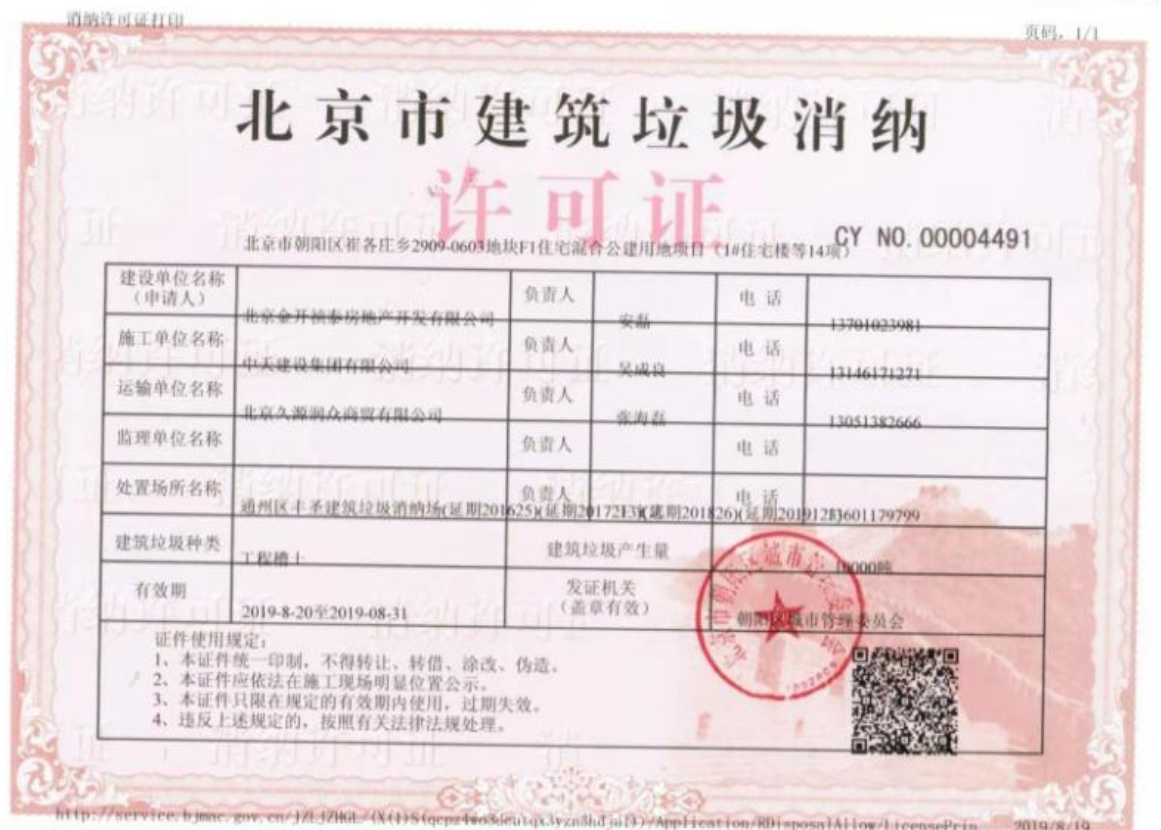 消纳许可证打印
页码，1/1
北京市建筑垃圾消纳
许可证
CY NO.00004491
北京市朝阳区崔各庄乡2909-0603地块F1住宅混合公建用地项目（1#住宅楼等14项）
建设单位名称（申请人） 北京金开祯泰房地产开发有限公司 负责人 安磊 电 话 13701023981
施工单位名称 中天建设集团有限公司 负责人 吴成良 电 话 13146171271
运输单位名称 北京久源润众商贸有限公司 负责人 张海磊 电 话 13051382666
监理单位名称 负责人 电 话
处置场所名称 通州区丰圣建筑垃圾消纳场(延期201625)(延期2017213)(延期201826)(延期2019128) 负责人 电 话 13601179799
建筑垃圾种类 工程槽土 建筑垃圾产生量 10000吨
有效期 2019-8-20至2019-08-31 发证机关（盖章有效） 朝阳区城市管理委员会
证件使用规定：
1、本证件统一印制，不得转让、转借、涂改、伪造。
2、本证件应依法在施工现场明显位置公示。
3、本证件只限在规定的有效期内使用，过期失效。
4、违反上述规定的，按照有关法律法规处理。
北京市朝阳区城市管理委员会
2019/8/19